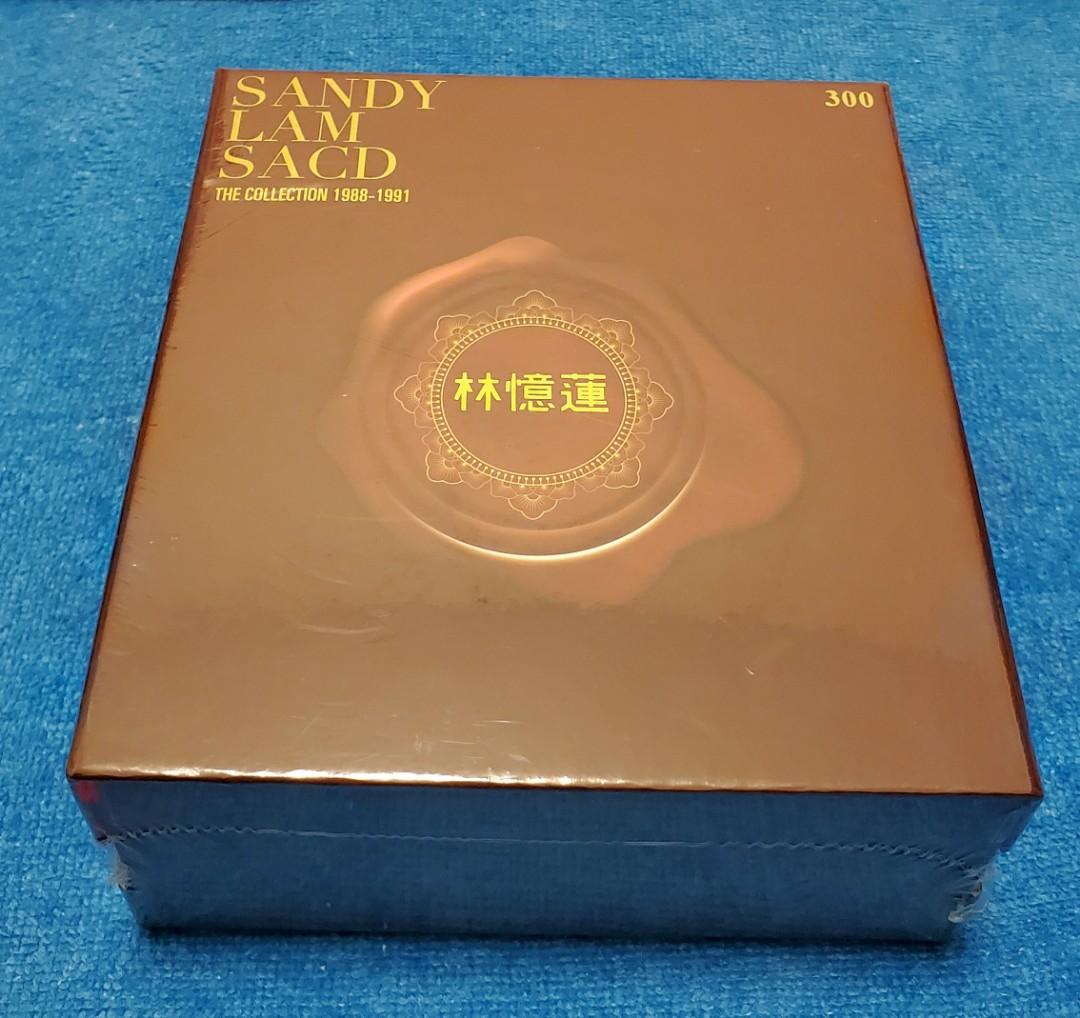 SANDY
LAM
SACD
THE COLLECTION 1988-1991
300
林憶蓮